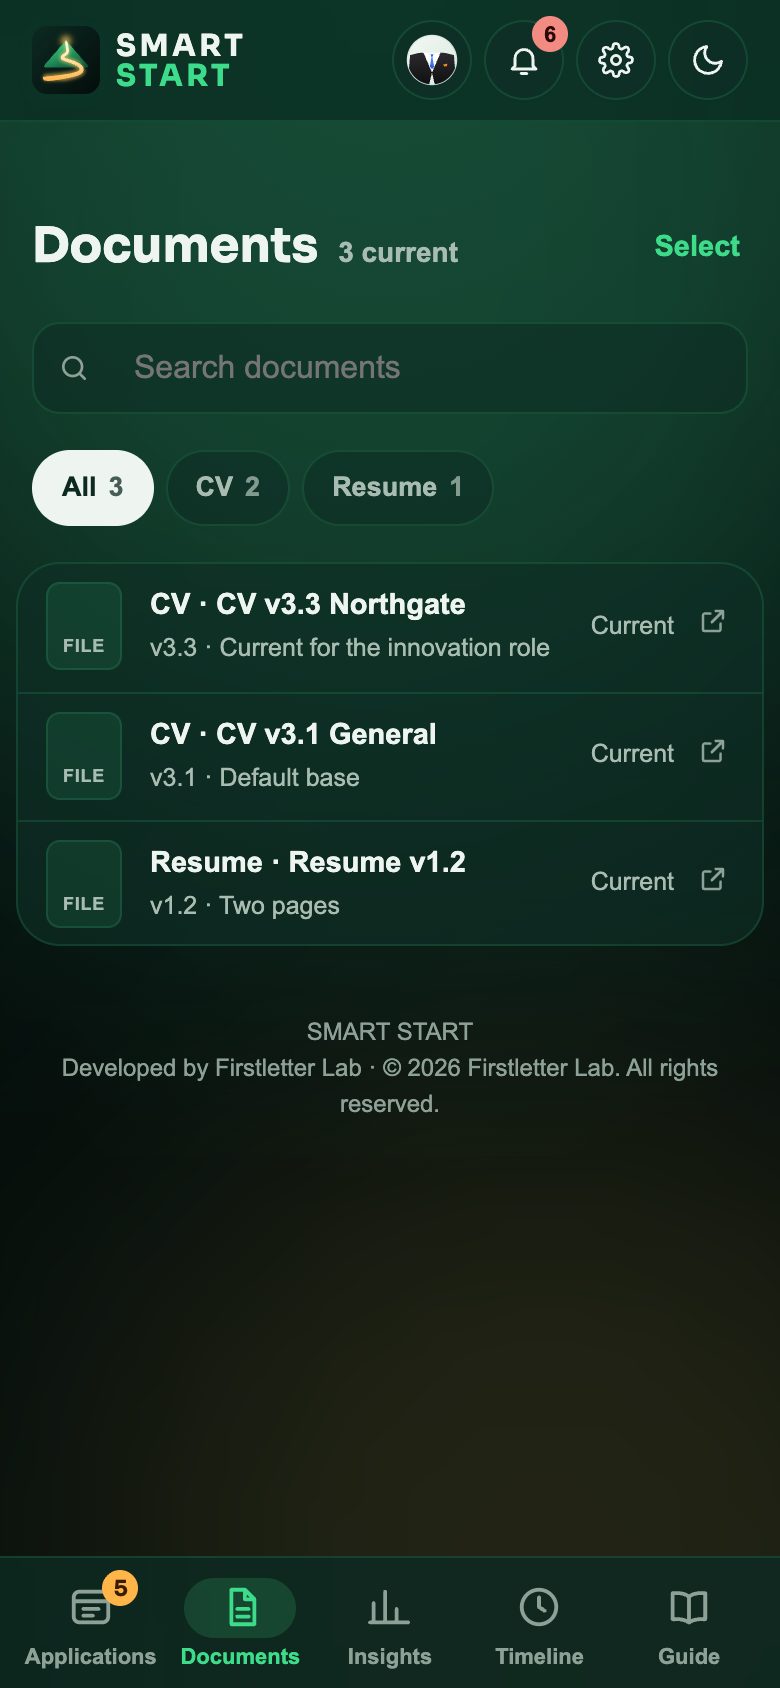 SMART
START
6
Documents 3 current
Select
Search documents
All 3
CV 2
Resume 1
FILE
CV · CV v3.3 Northgate
v3.3 · Current for the innovation role
Current
FILE
CV · CV v3.1 General
v3.1 · Default base
Current
FILE
Resume · Resume v1.2
v1.2 · Two pages
Current
SMART START
Developed by Firstletter Lab · © 2026 Firstletter Lab. All rights
reserved.
5
Applications
Documents
Insights
Timeline
Guide